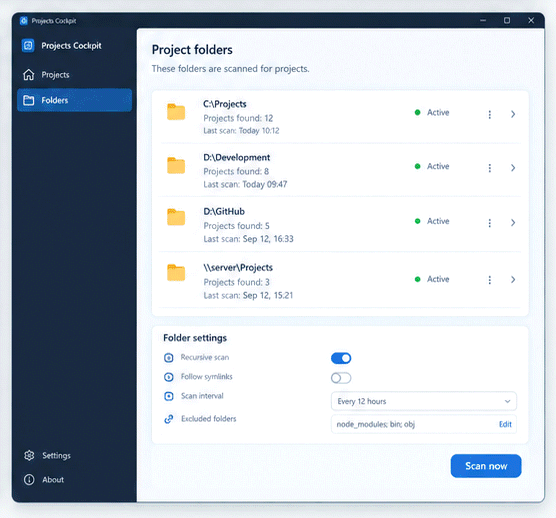 Projects Cockpit
Projects Cockpit
Projects
Folders
Settings
About
Project folders
These folders are scanned for projects.
C:\Projects
Projects found: 12
Last scan: Today 10:12
Active
D:\Development
Projects found: 8
Last scan: Today 09:47
Active
D:\GitHub
Projects found: 5
Last scan: Sep 12, 16.33
Active
\\server\Projects
Projects found: 3
Last scan: Sep 12, 15.21
Active
Folder settings
Recursive scan
Follow symlinks
Scan interval
Every 12 hours
Excluded folders
node_modules; bin; obj
Edit
Scan now